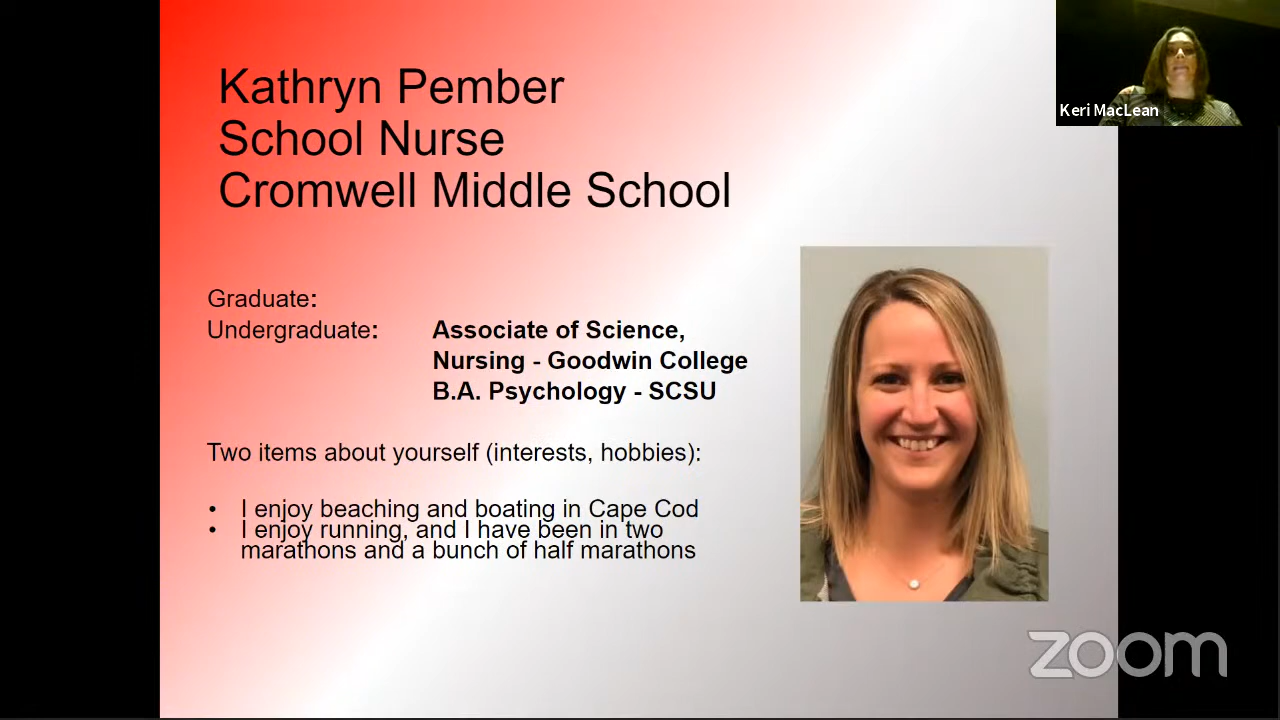 Kathryn Pember
School Nurse
Cromwell Middle School
Keri MacLean
Graduate:
Undergraduate: Associate of Science,
Nursing - Goodwin College
B.A. Psychology - SCSU
Two items about yourself (interests, hobbies):
• I enjoy beaching and boating in Cape Cod
• I enjoy running, and I have been in two
marathons and a bunch of half marathons
zoom